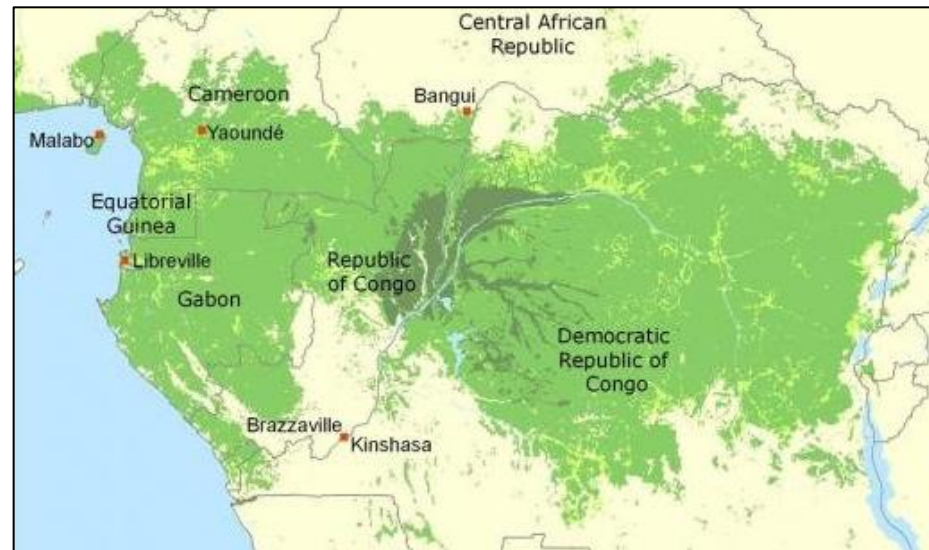 Central African
Republic
Cameroon
Bangui
Malabo
Yaoundé
Equatorial
Guinea
Libreville
Republic
of Congo
Gabon
Democratic
Republic of
Congo
Brazzaville
Kinshasa